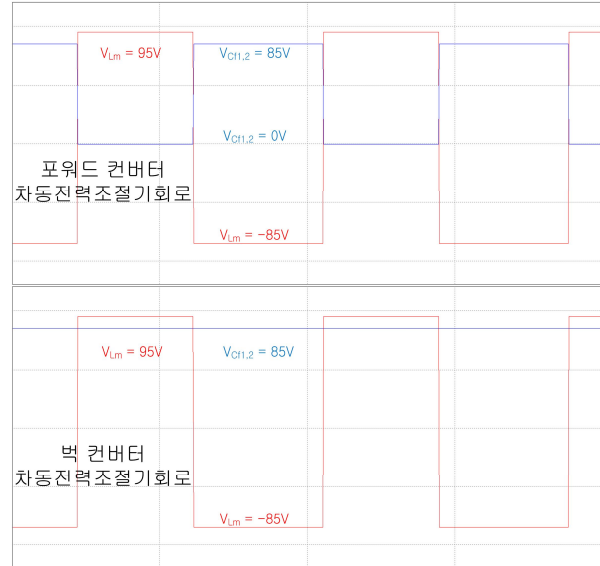 V_Lm = 95V
V_Cf1,2 = 85V
V_Cf1,2 = 0V
포워드 컨버터
차동진력조절기회로
V_Lm = -85V
V_Lm = 95V
V_Cf1,2 = 85V
벅 컨버터
차동진력조절기회로
V_Lm = -85V